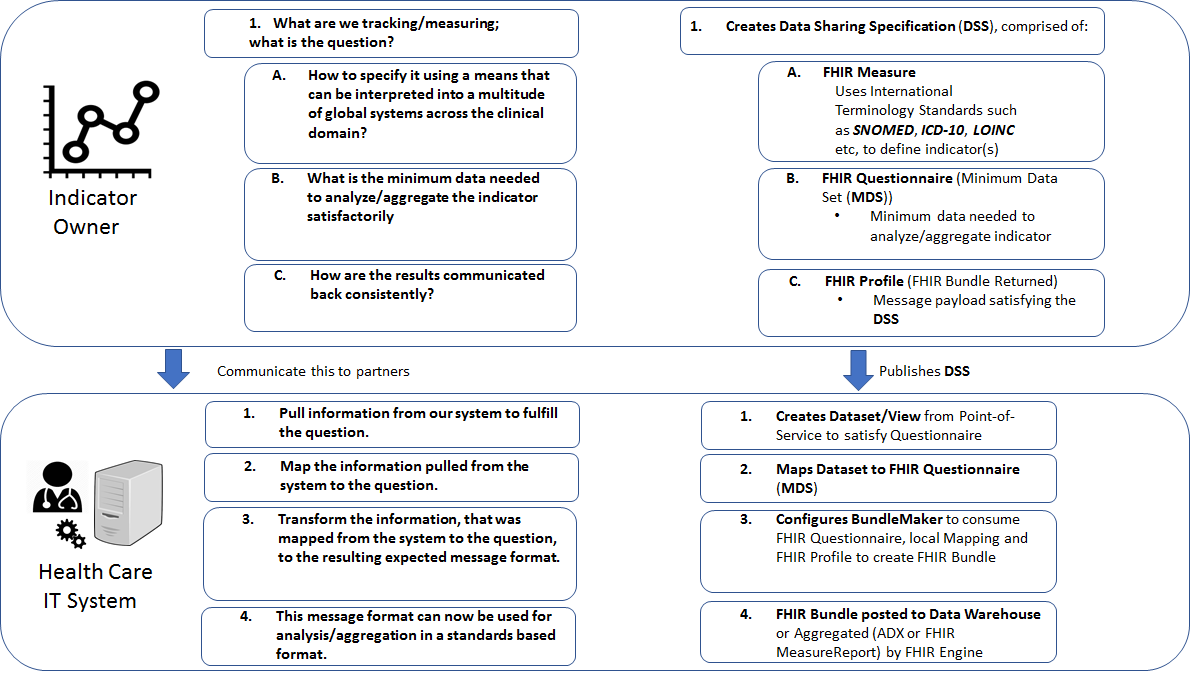 Indicator
Owner
1. What are we tracking/measuring;
what is the question?
A. How to specify it using a means that
can be interpreted into a multitude
of global systems across the clinical
domain?
B. What is the minimum data needed
to analyze/aggregate the indicator
satisfactorily
C. How are the results communicated
back consistently?
1. Creates Data Sharing Specification (DSS), comprised of:
A. FHIR Measure
Uses International
Terminology Standards such
as SNOMED, ICD-10, LOINC
etc, to define indicator(s)
B. FHIR Questionnaire (Minimum Data
Set (MDS))
• Minimum data needed to
analyze/aggregate indicator
C. FHIR Profile (FHIR Bundle Returned)
• Message payload satisfying the
DSS
Communicate this to partners
Publishes DSS
Health Care
IT System
1. Pull information from our system to fulfill
the question.
2. Map the information pulled from the
system to the question.
3. Transform the information, that was
mapped from the system to the question,
to the resulting expected message format.
4. This message format can now be used for
analysis/aggregation in a standards based
format.
1. Creates Dataset/View from Point-of-
Service to satisfy Questionnaire
2. Maps Dataset to FHIR Questionnaire
(MDS)
3. Configures BundleMaker to consume
FHIR Questionnaire, local Mapping and
FHIR Profile to create FHIR Bundle
4. FHIR Bundle posted to Data Warehouse
or Aggregated (ADX or FHIR
MeasureReport) by FHIR Engine